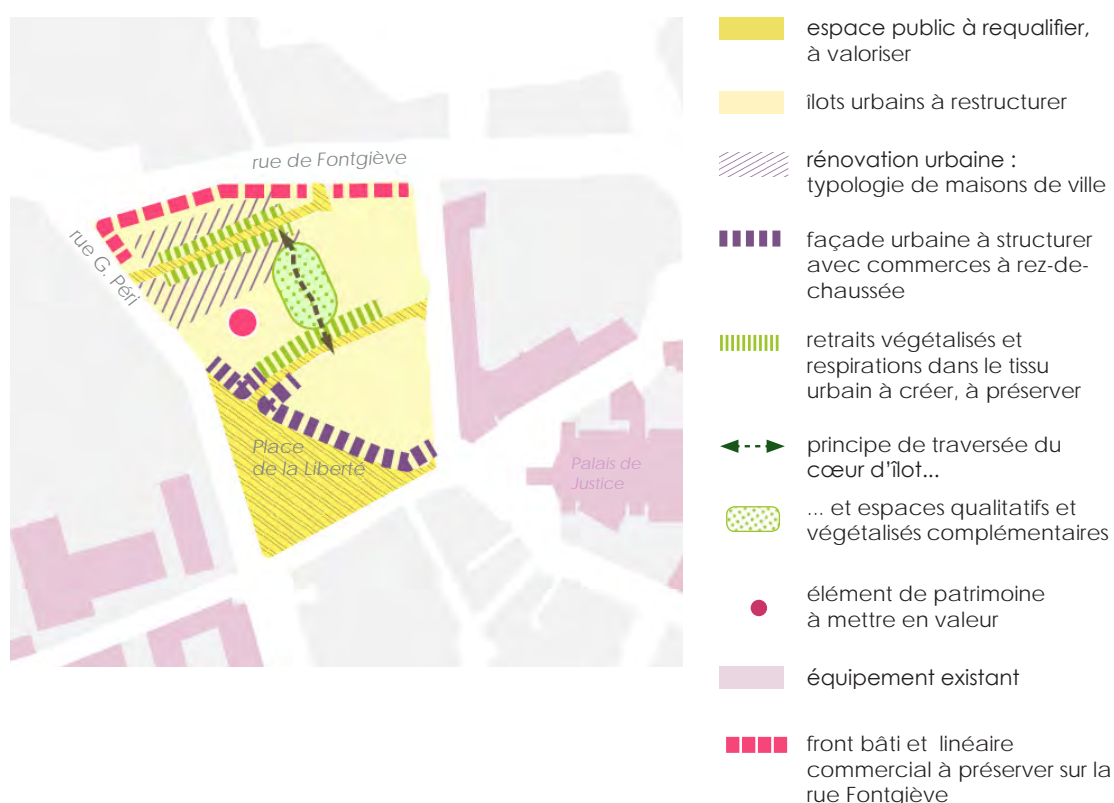 rue de Fontgiève
rue G. Péri
Place
de la Liberté
Palais de
Justice
espace public à requalifier,
à valoriser
îlots urbains à restructurer
rénovation urbaine :
typologie de maisons de ville
façade urbaine à structurer
avec commerces à rez-de-
chaussée
retraits végétalisés et
respirations dans le tissu
urbain à créer, à préserver
principe de traversée du
cœur d'îlot...
... et espaces qualitatifs et
végétalisés complémentaires
élément de patrimoine
à mettre en valeur
équipement existant
front bâti et linéaire
commercial à préserver sur la
rue Fontgiève